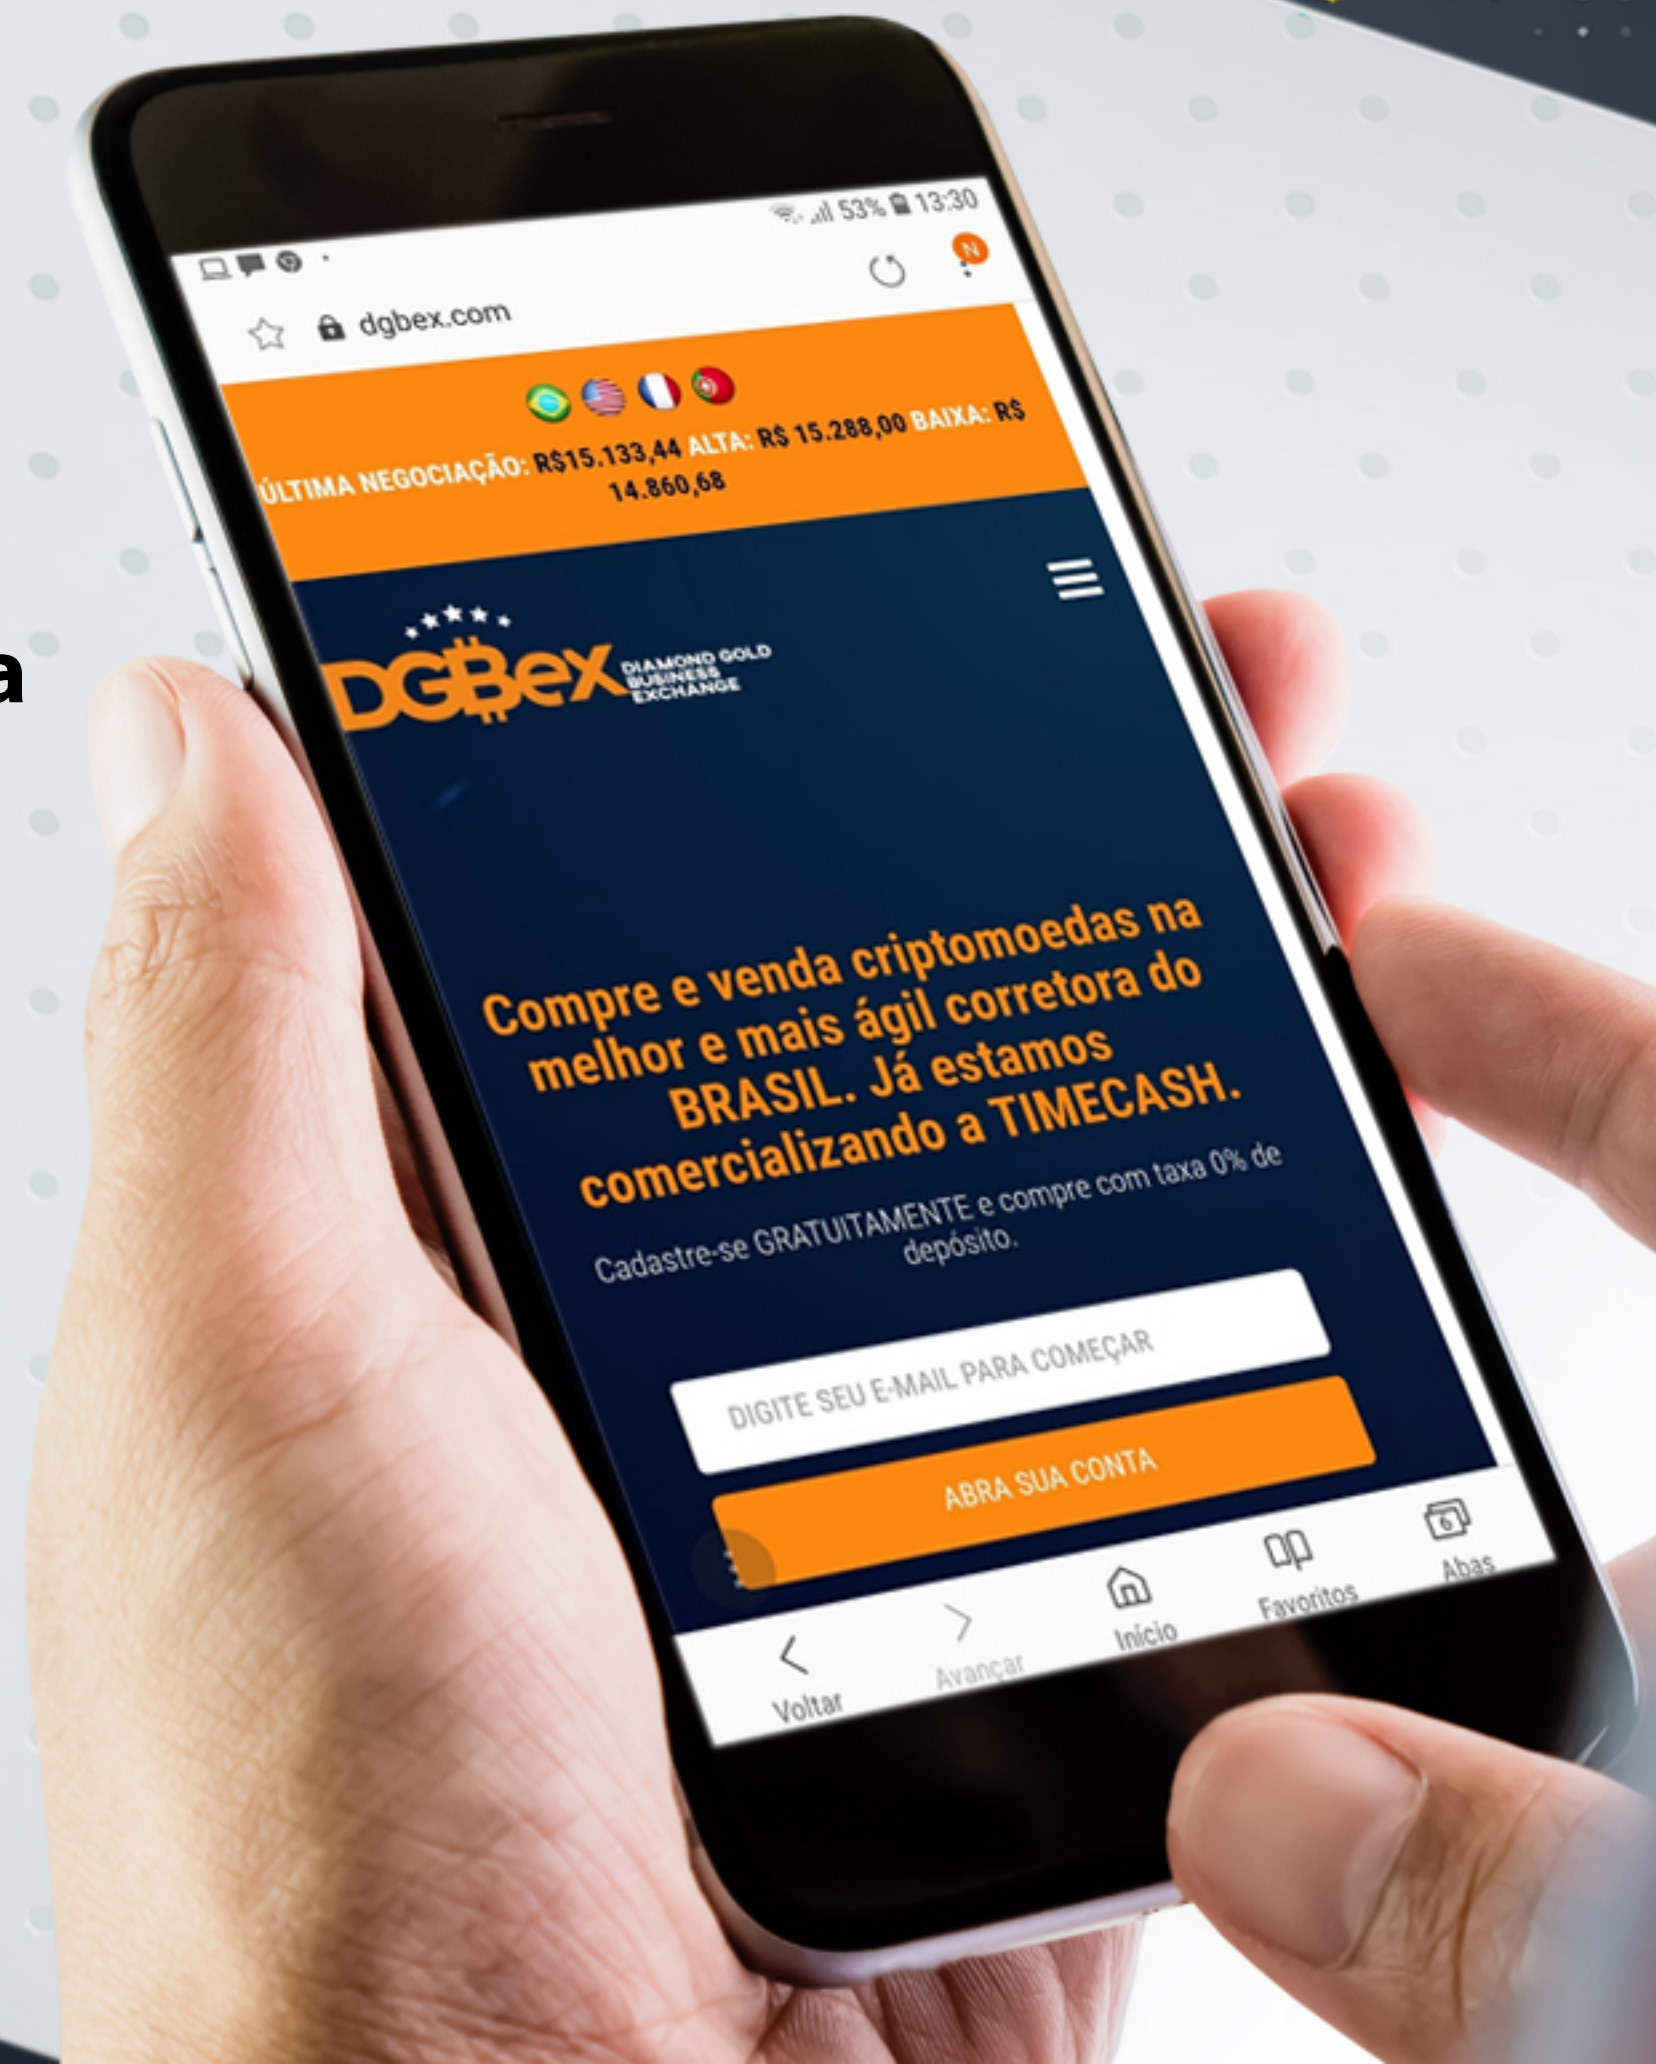 53% 13:30
dgbex.com
N
ÚLTIMA NEGOCIAÇÃO: R$15.133,44 ALTA: R$ 15.288,00 BAIXA: R$
14.860,68
DGBex DIAMOND GOLD
BUSINESS
EXCHANGE
a
Compre e venda criptomoedas na
melhor e mais ágil corretora do
BRASIL. Já estamos
comercializando a TIMECASH.
Cadastre-se GRATUITAMENTE e compre com taxa 0% de
depósito.
DIGITE SEU E-MAIL PARA COMEÇAR
ABRA SUA CONTA
6
Voltar Avançar Início Favoritos Abas